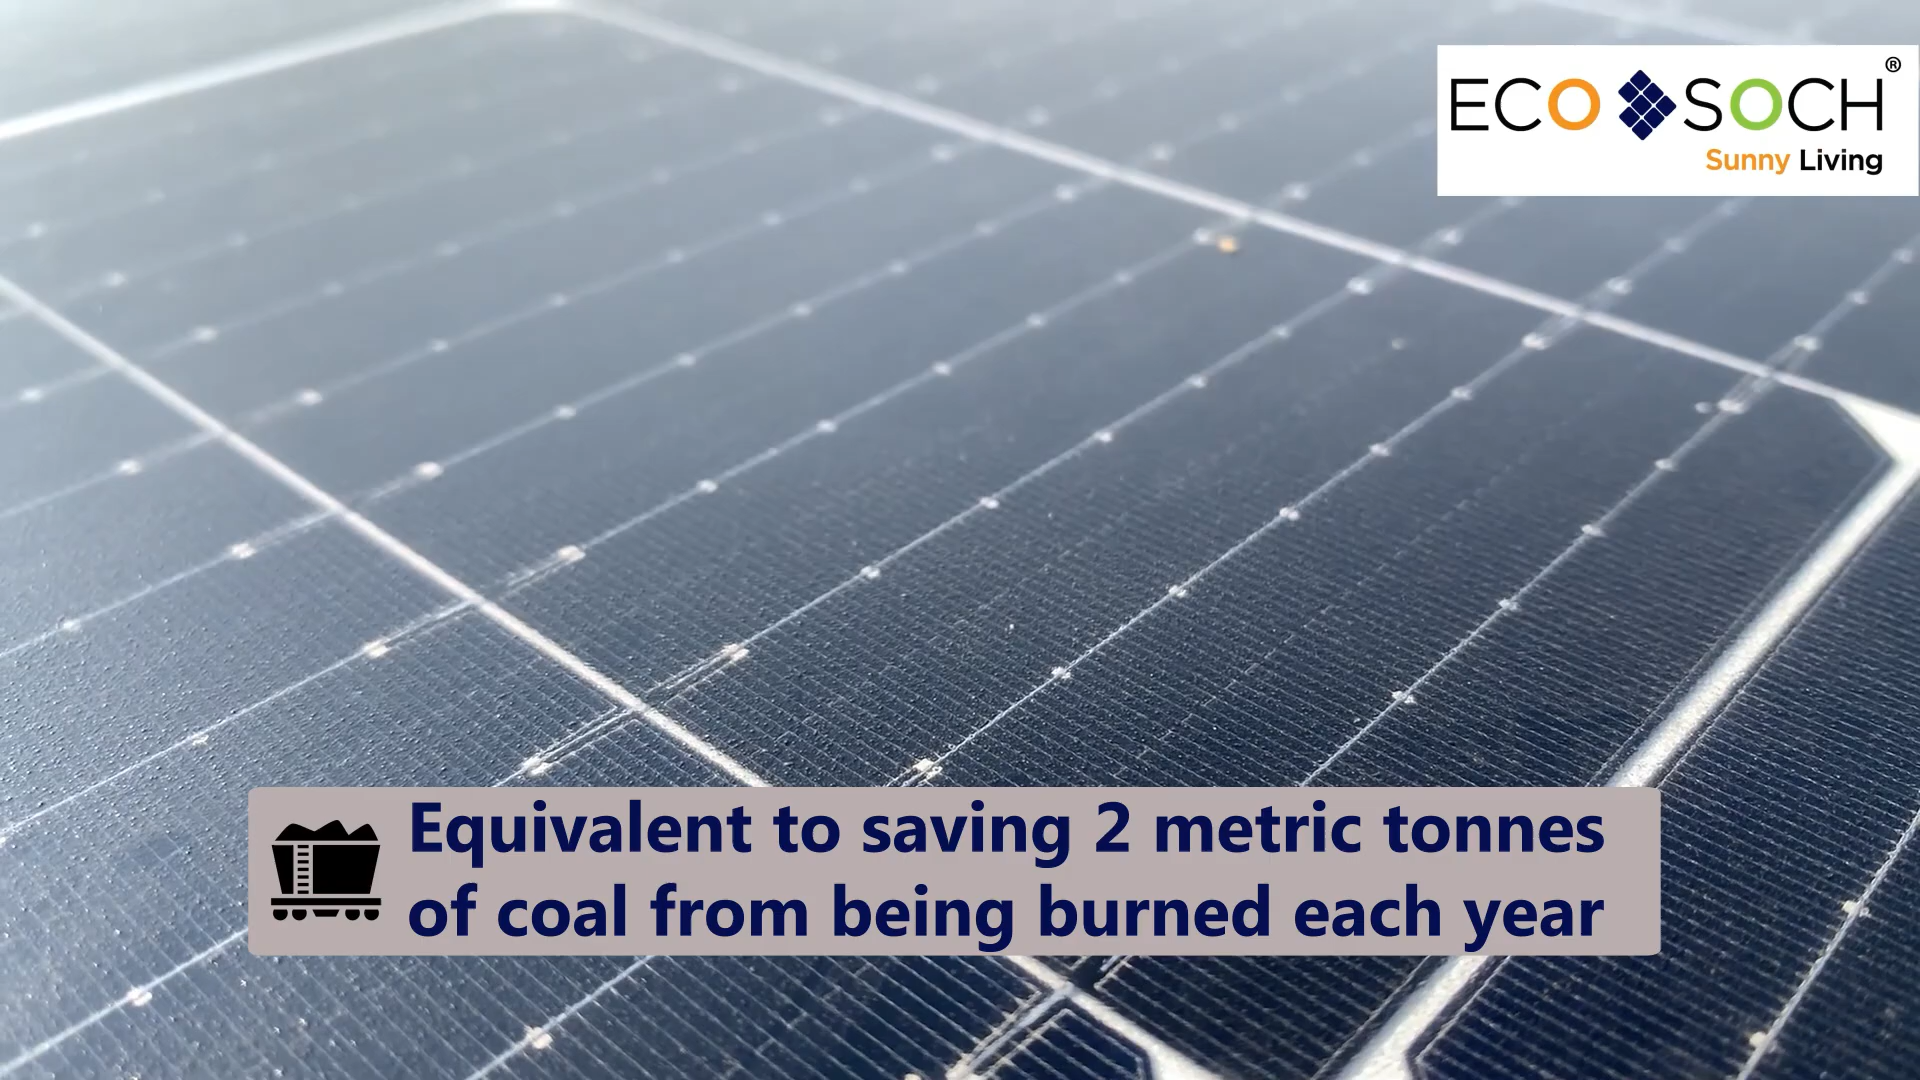 ECO SOCH®
Sunny Living
Equivalent to saving 2 metric tonnes
of coal from being burned each year